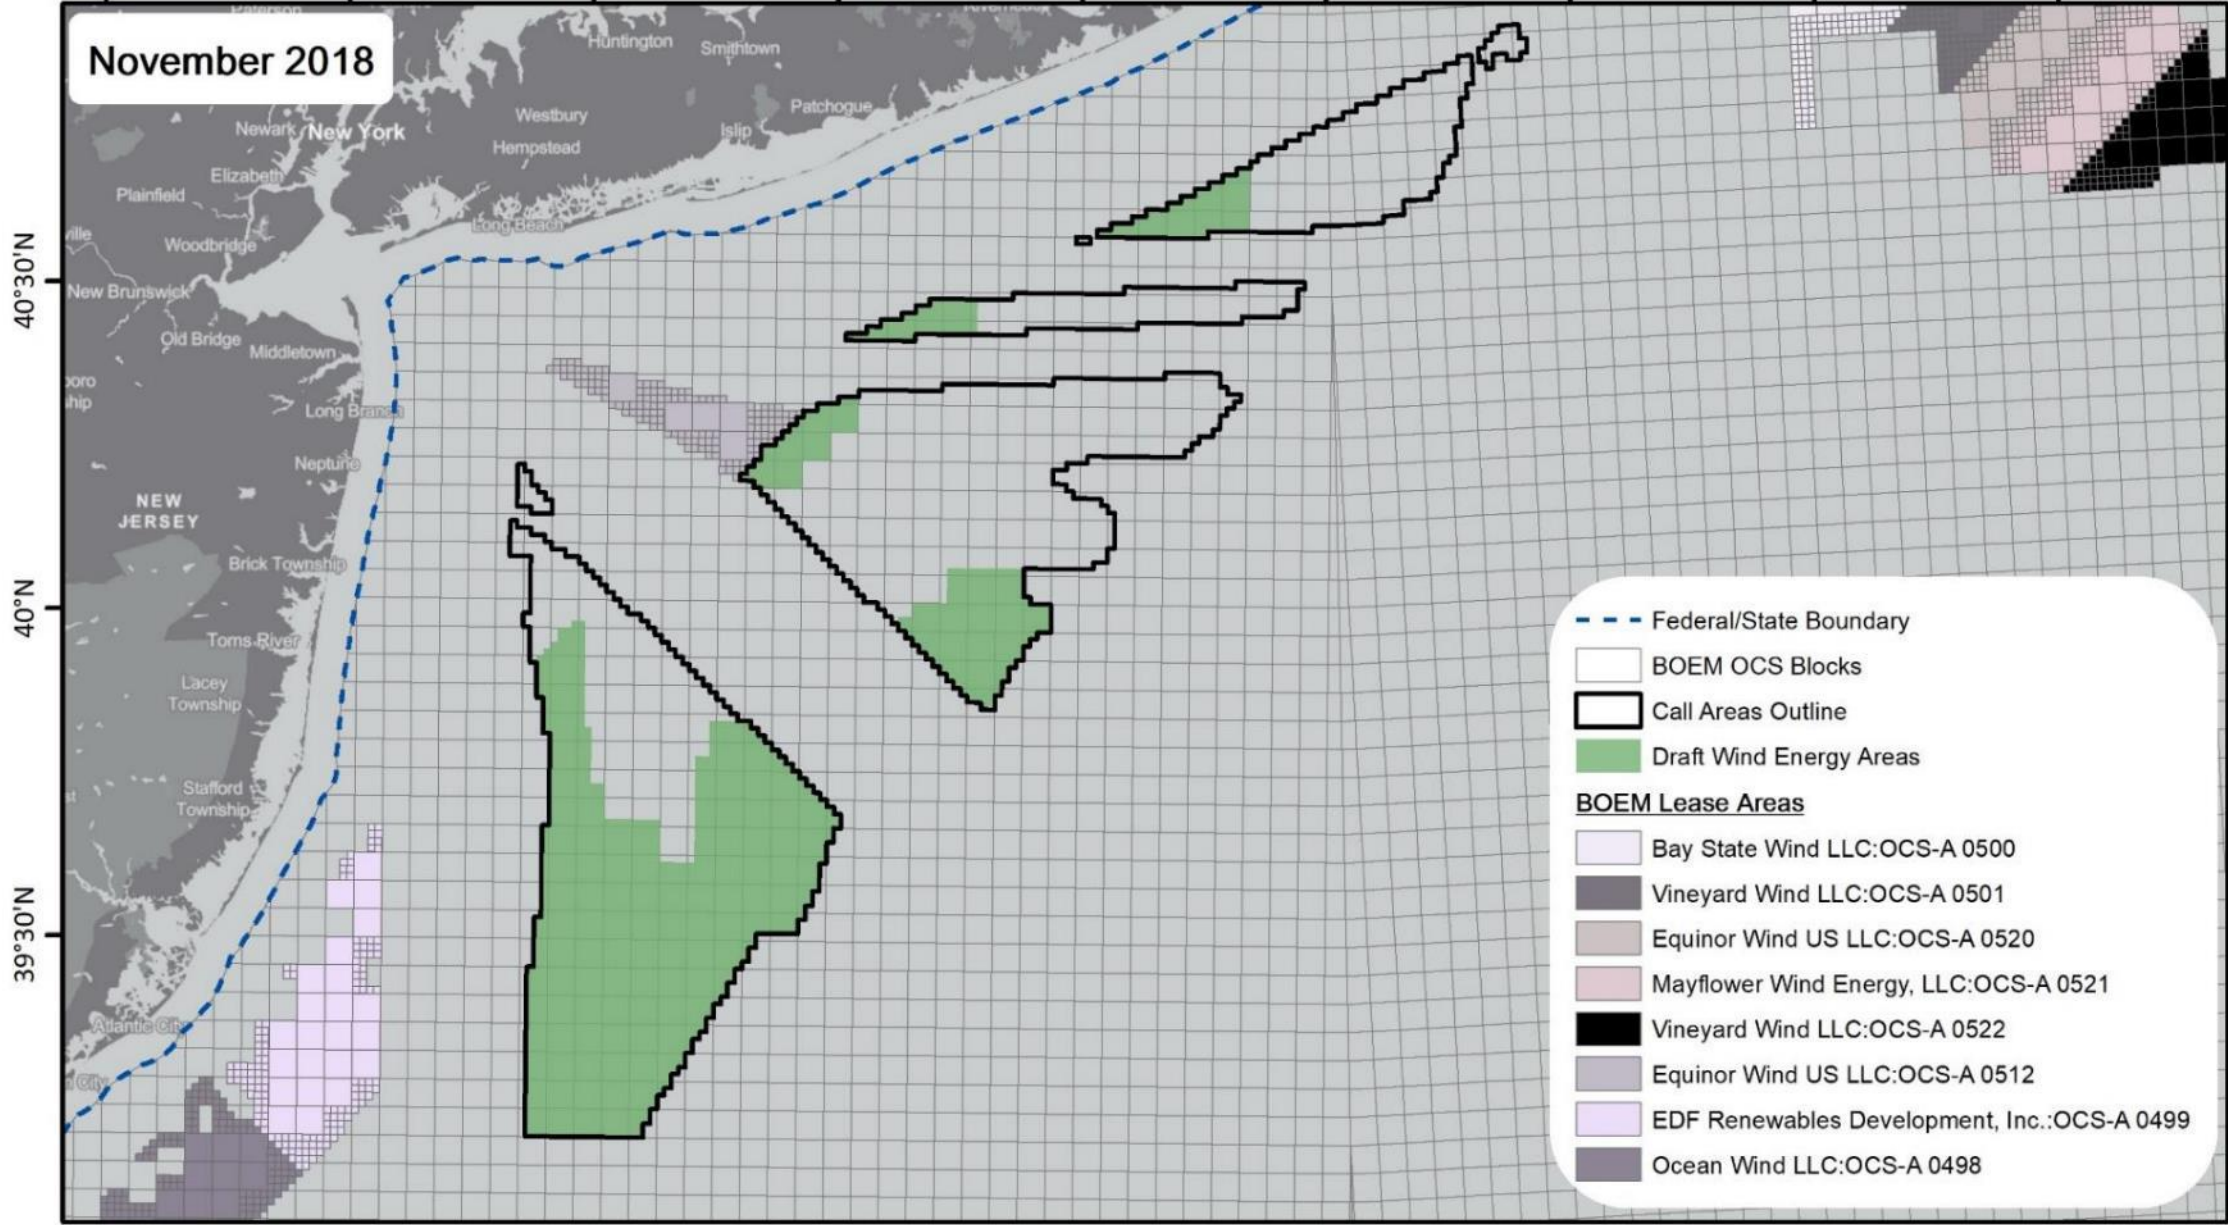 November 2018
Paterson
Riverhead
Huntington
Smithtown
Westbury
Patchogue
Newark
New York
Islip
Hempstead
Elizabeth
Plainfield
Long Beach
Woodbridge
New Brunswick
Old Bridge
Middletown
Long Branch
Neptune
NEW
JERSEY
Brick Township
Toms River
Lacey
Township
Stafford
Township
Atlantic City
City
40°30'N
40°N
39°30'N
Federal/State Boundary
BOEM OCS Blocks
Call Areas Outline
Draft Wind Energy Areas
BOEM Lease Areas
Bay State Wind LLC:OCS-A 0500
Vineyard Wind LLC:OCS-A 0501
Equinor Wind US LLC:OCS-A 0520
Mayflower Wind Energy, LLC:OCS-A 0521
Vineyard Wind LLC:OCS-A 0522
Equinor Wind US LLC:OCS-A 0512
EDF Renewables Development, Inc.:OCS-A 0499
Ocean Wind LLC:OCS-A 0498